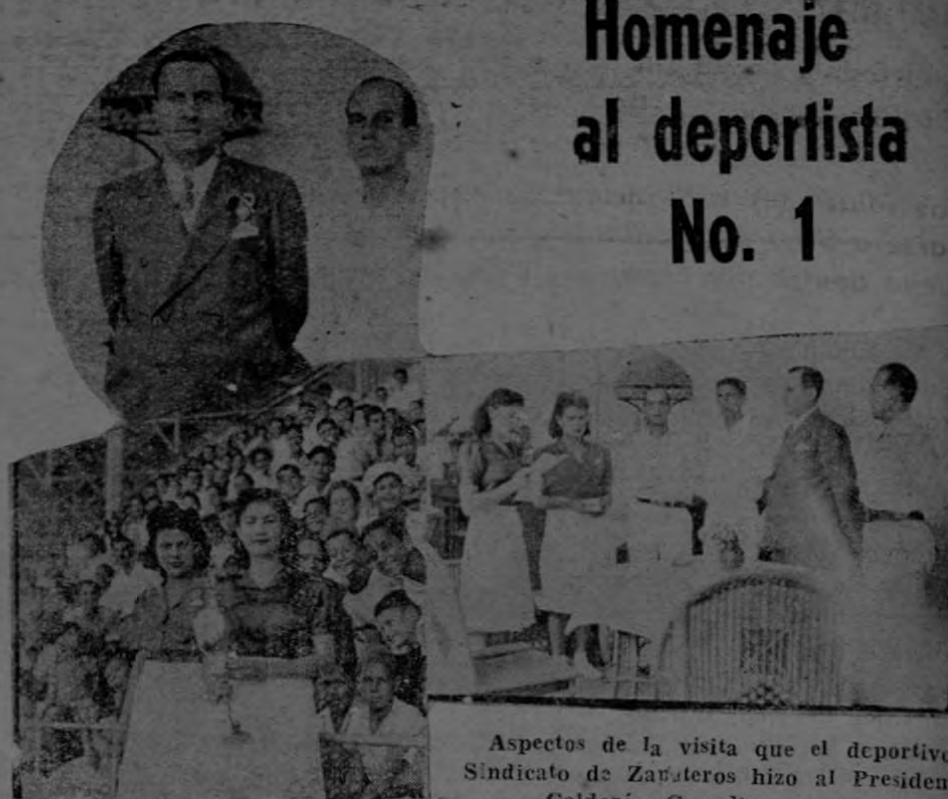 Homenaje
al deportista
No. 1
Aspectos de la visita que el deportivo
Sindicato de Zapateros hizo al Presiden